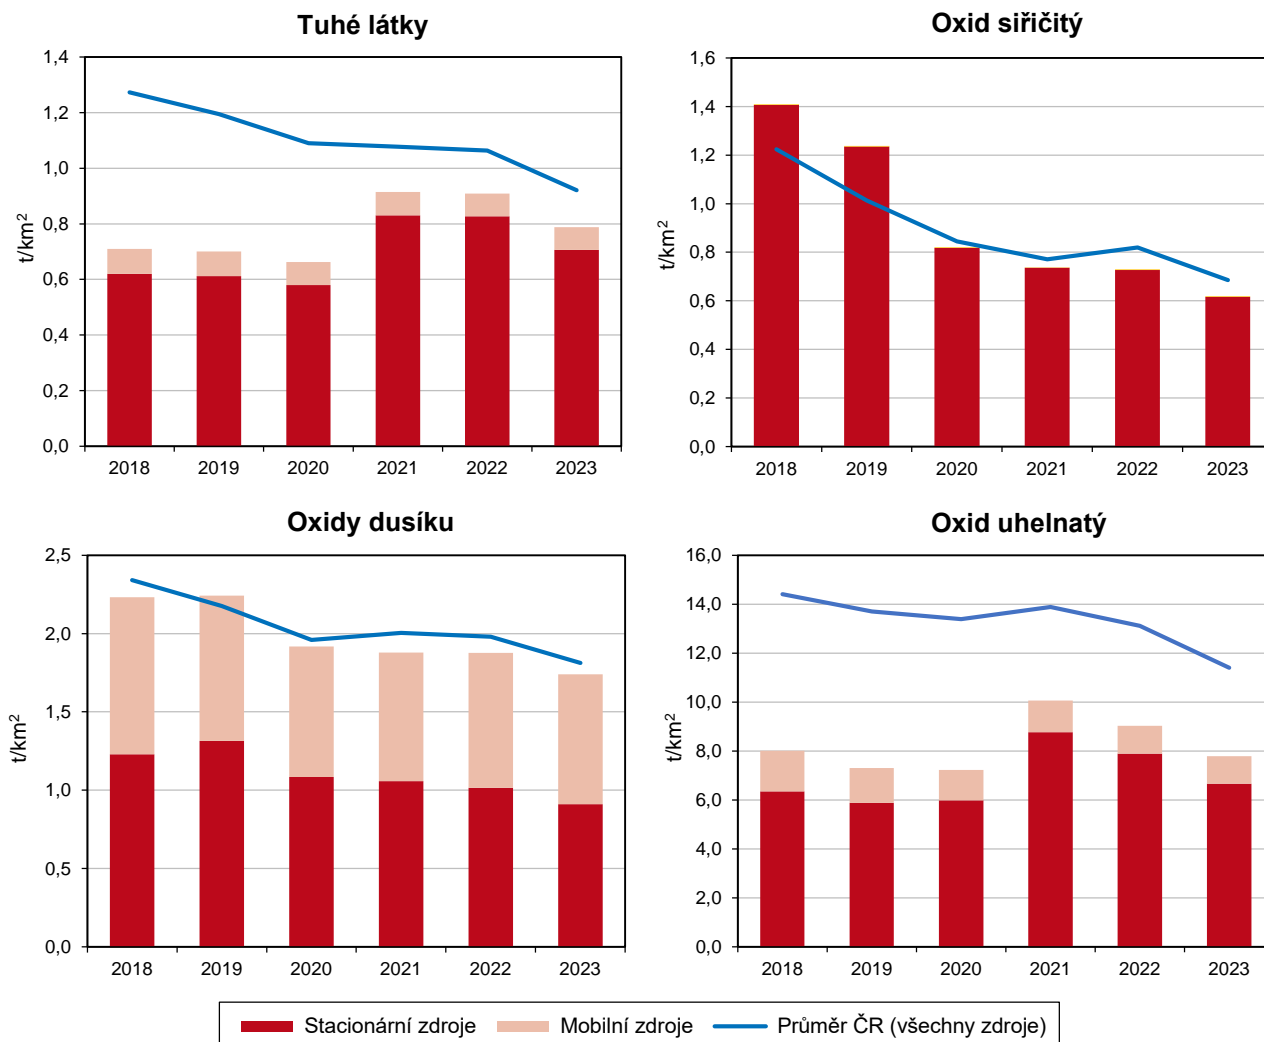 Tuhé látky
1,4
1,2
1,0
0,8
0,6
0,4
0,2
0,0
t/km²
2018 2019 2020 2021 2022 2023
Oxid siřičitý
1,6
1,4
1,2
1,0
0,8
0,6
0,4
0,2
0,0
t/km²
2018 2019 2020 2021 2022 2023
Oxidy dusíku
2,5
2,0
1,5
1,0
0,5
0,0
t/km²
2018 2019 2020 2021 2022 2023
Oxid uhelnatý
16,0
14,0
12,0
10,0
8,0
6,0
4,0
2,0
0,0
t/km²
2018 2019 2020 2021 2022 2023
Stacionární zdroje Mobilní zdroje Průměr ČR (všechny zdroje)